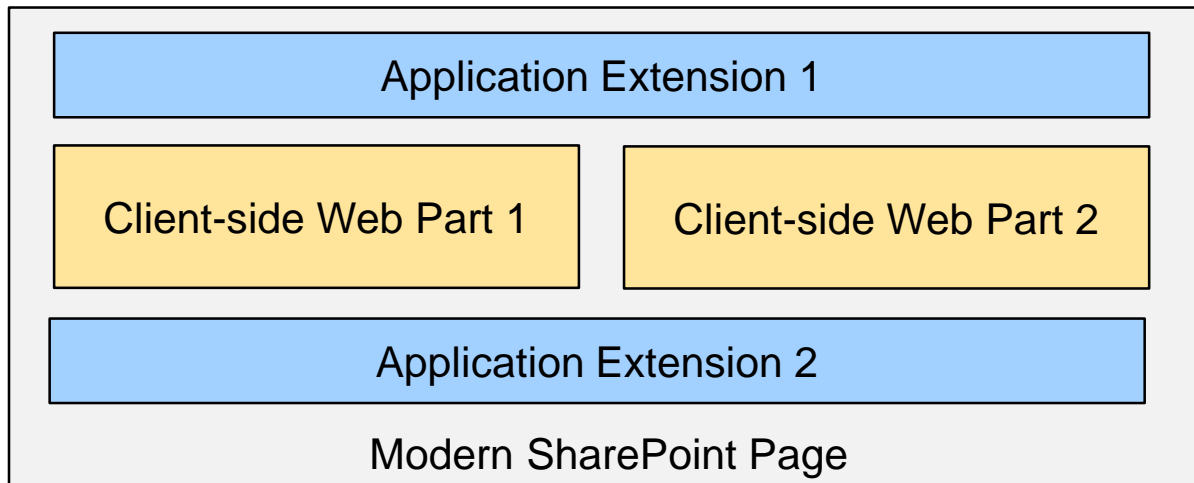 Application Extension 1
Client-side Web Part 1
Client-side Web Part 2
Application Extension 2
Modern SharePoint Page